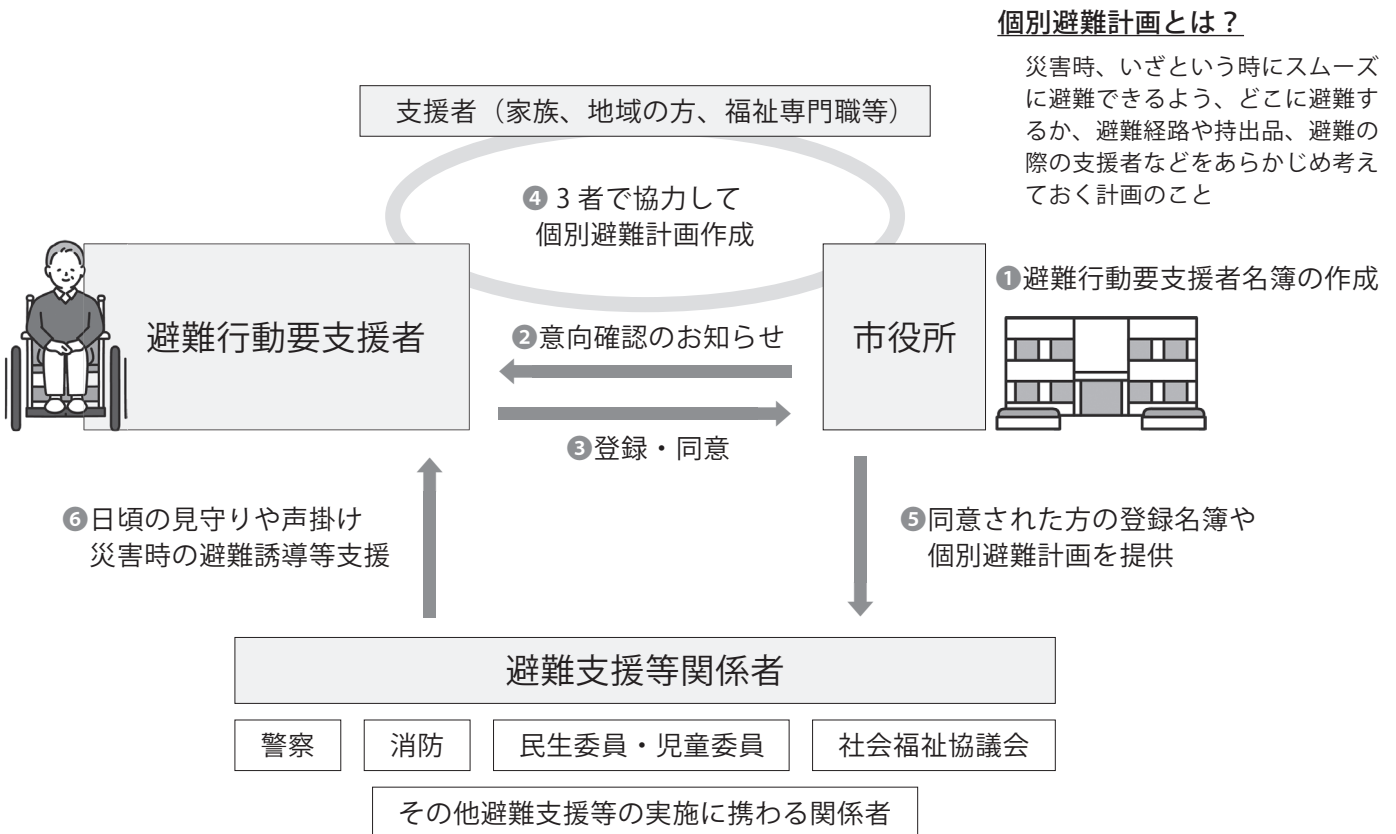 個別避難計画とは？
災害時、いざという時にスムーズ
に避難できるよう、どこに避難す
るか、避難経路や持出品、避難の
際の支援者などをあらかじめ考え
ておく計画のこと
支援者（家族、地域の方、福祉専門職等）
❹ 3 者で協力して
個別避難計画作成
❶避難行動要支援者名簿の作成
避難行動要支援者
❷意向確認のお知らせ
市役所
❸登録・同意
❻日頃の見守りや声掛け
災害時の避難誘導等支援
❺同意された方の登録名簿や
個別避難計画を提供
避難支援等関係者
警察
消防
民生委員・児童委員
社会福祉協議会
その他避難支援等の実施に携わる関係者